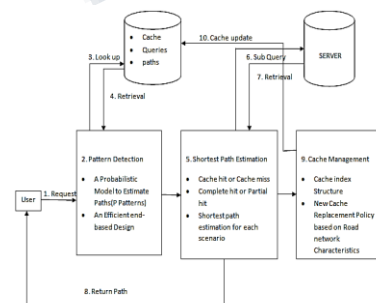 10. Cache update
• Cache
• Queries
• paths
3. Look up
4. Retrieval
6. Sub Query
7. Retrieval
SERVER
User
1. Request
2. Pattern Detection
• A Probabilistic
Model to Estimate
Paths(P Patterns)
• An Efficient end-
based Design
5. Shortest Path Estimation
• Cache hit or Cache miss
• Complete hit or Partial
hit
• Shortest path
estimation for each
scenario
9. Cache Management
• Cache index
Structure
• New Cache
Replacement Policy
based on Road
network
Characteristics
8. Return Path